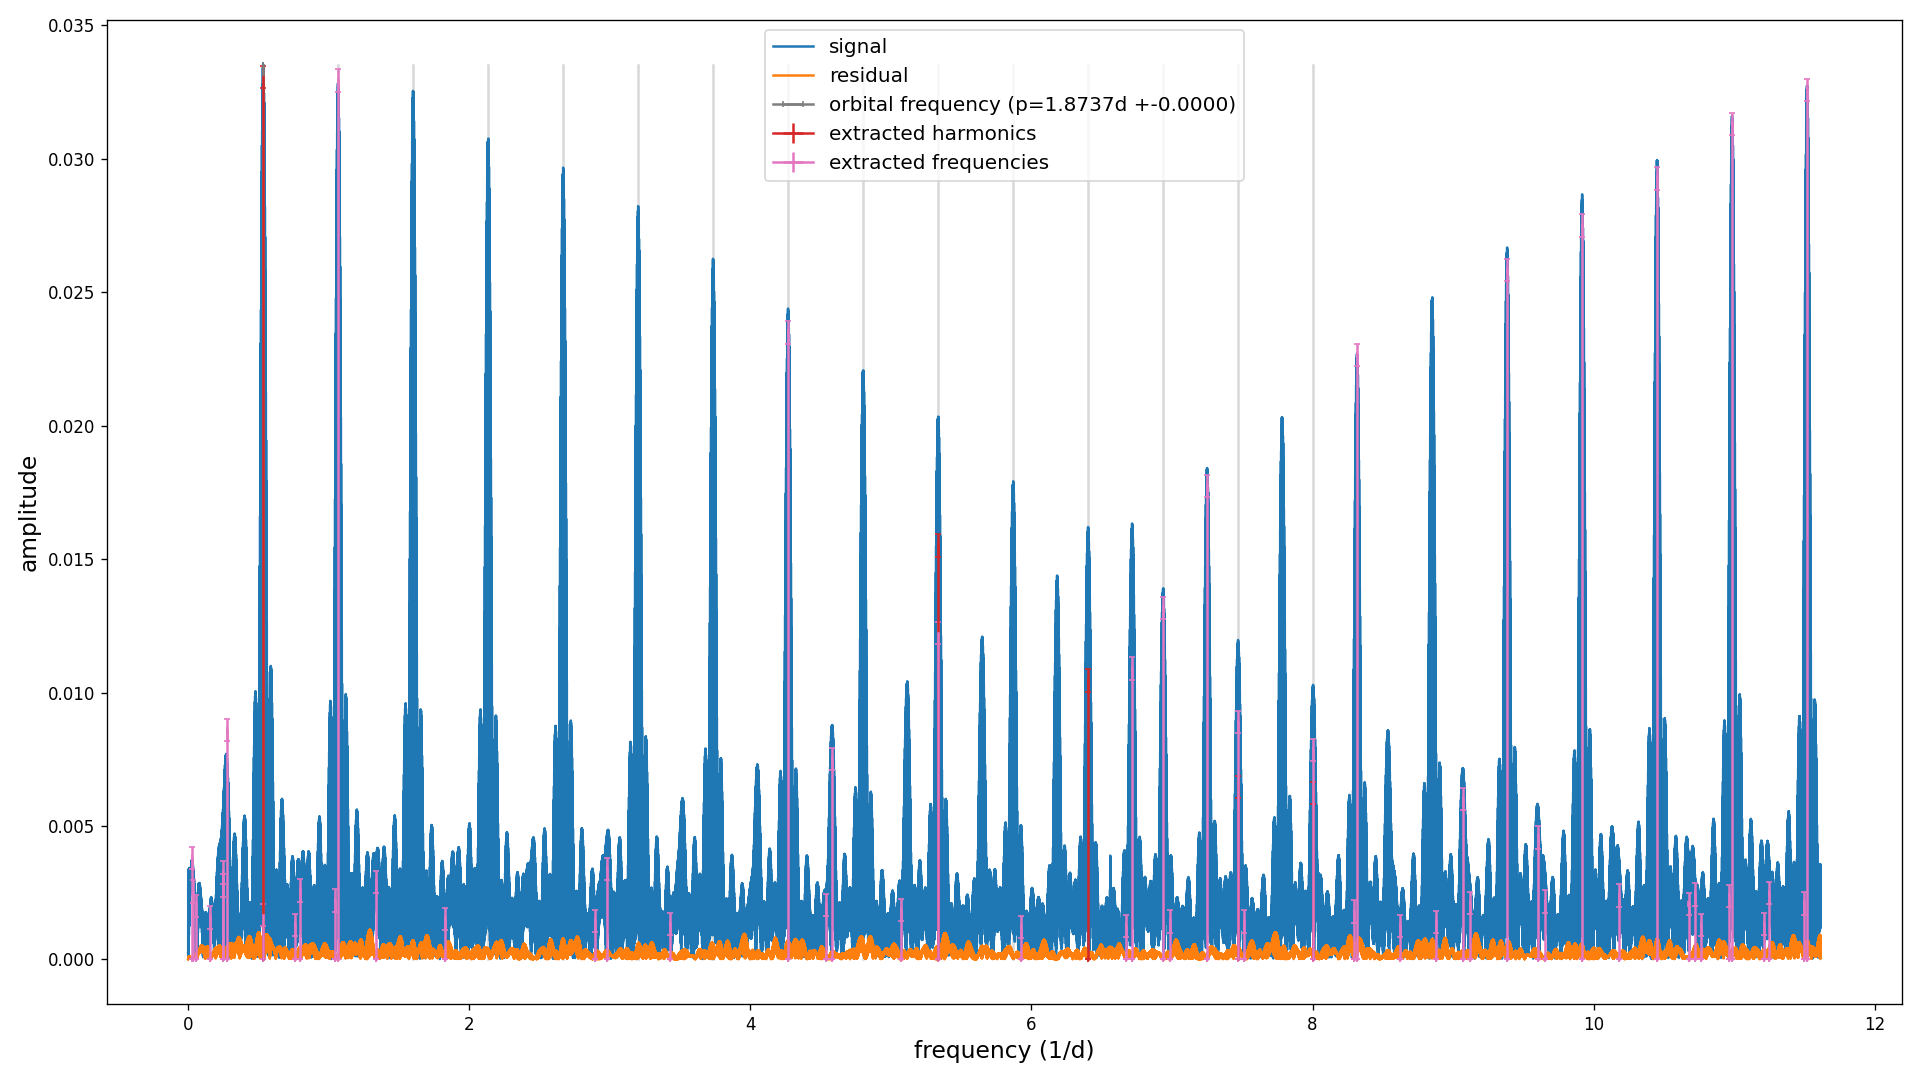 0.035
0.030
0.025
0.020
0.015
0.010
0.005
0.000
amplitude
signal
residual
orbital frequency (p=1.8737d +-0.0000)
extracted harmonics
extracted frequencies
0 2 4 6 8 10 12
frequency (1/d)